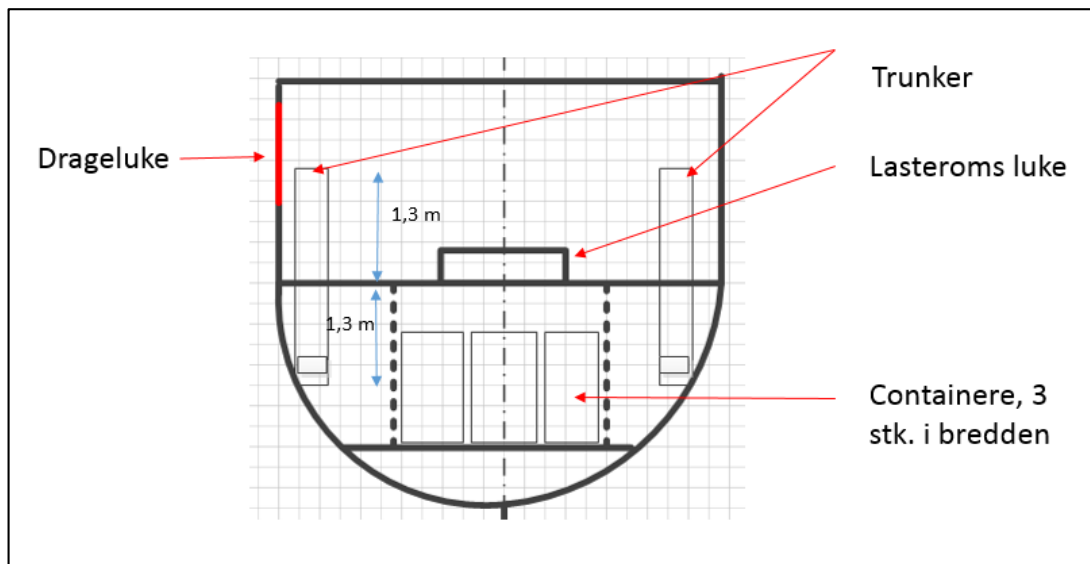 Trunker
Drageluke
Lasteroms luke
1,3 m
1,3 m
Containere, 3
stk. i bredden